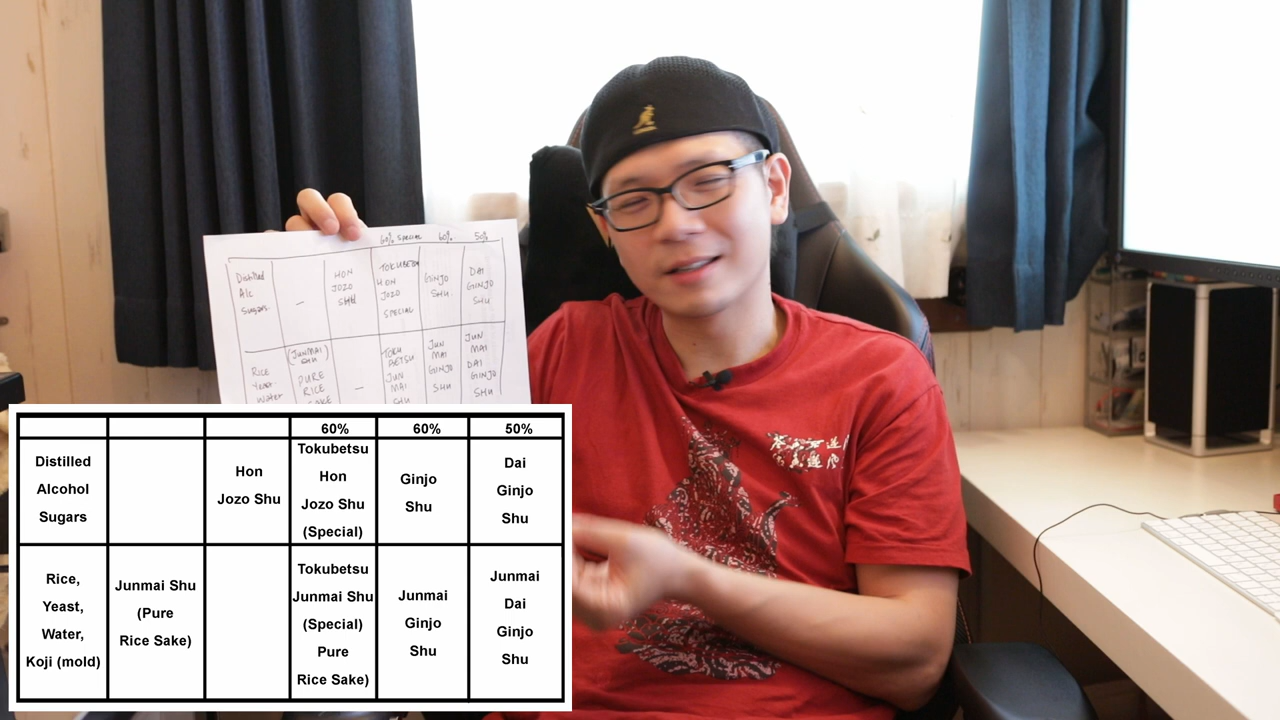 60% SPECIAL 60%. 50%
Distilled
Alc
Sugars
HON
JOZO
SHU
TOKUBETSU
HON
JOZO
SPECIAL
GINJO
SHU.
DAI
GINJO
SHU
RICE
YEAST.
WATER
(JUNMAI)
SHU
PURE
RICE
SAKE
TOKU
BETSU
JUN
MAI
SHU
JUN
MAI
GINJO
SHU
JUN
MAI
DAI
GINJO
SHU
60% 60% 50%
Distilled
Alcohol
Sugars
Hon
Jozo Shu
Tokubetsu
Hon
Jozo Shu
(Special)
Ginjo
Shu
Dai
Ginjo
Shu
Rice,
Yeast,
Water,
Koji (mold)
Junmai Shu
(Pure
Rice Sake)
Tokubetsu
Junmai Shu
(Special)
Pure
Rice Sake)
Junmai
Ginjo
Shu
Junmai
Dai
Ginjo
Shu